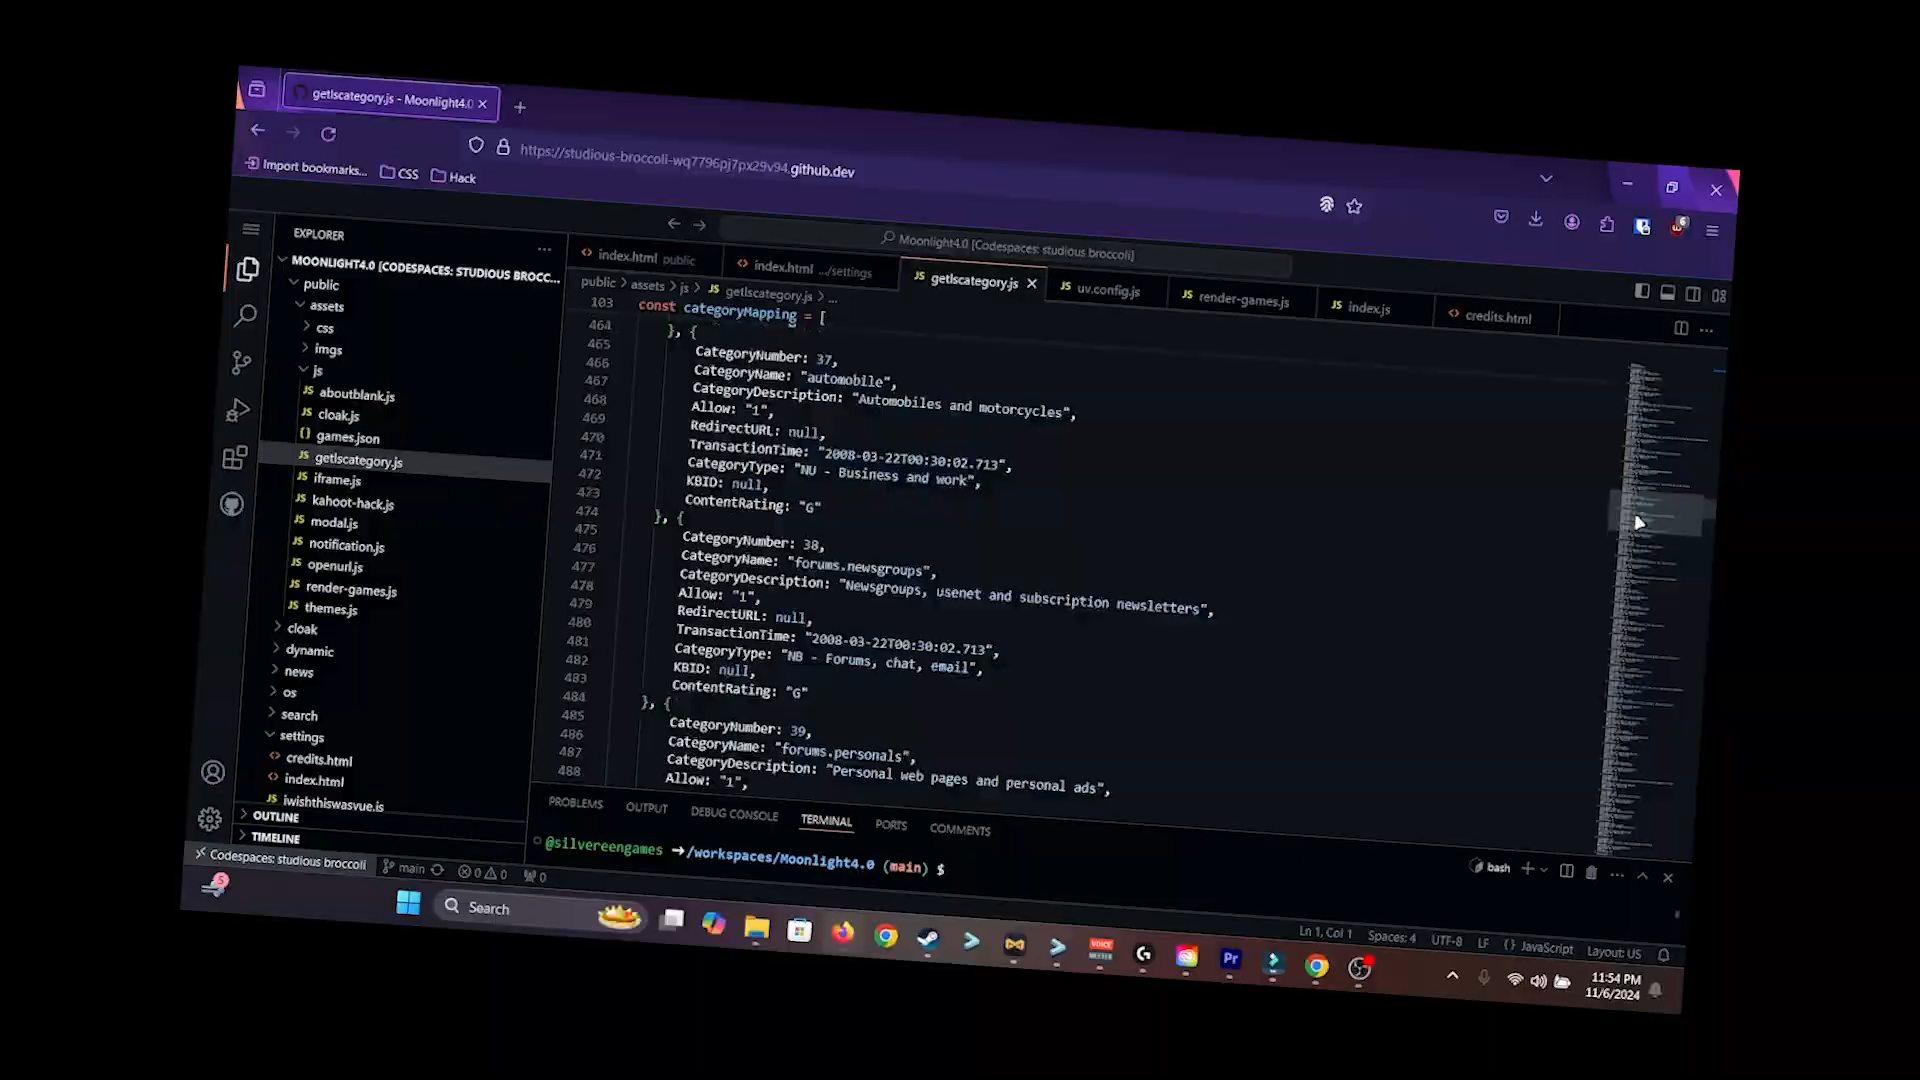 getlscategory.js - Moonlight4.0
https://studious-broccoli-wq7796pj7px29v94.github.dev
Import bookmarks...
CSS
Hack
EXPLORER
MOONLIGHT4.0 [CODESPACES: STUDIOUS BROCC...
public
assets
css
imgs
js
aboutblank.js
cloak.js
games.json
getlscategory.js
iframe.js
kahoot-hack.js
modal.js
notification.js
openurl.js
render-games.js
themes.js
cloak
dynamic
news
os
search
settings
credits.html
index.html
iwishthiswasvue.js
OUTLINE
TIMELINE
Moonlight4.0 [Codespaces: studious broccoli]
index.html public
index.html .../settings
getlscategory.js
uv.config.js
render-games.js
index.js
credits.html
public > assets > js > getlscategory.js > ...
103 const categoryMapping = [
464 }, {
465 CategoryNumber: 37,
466 CategoryName: "automobile",
467 CategoryDescription: "Automobiles and motorcycles",
468 Allow: "1",
469 RedirectURL: null,
470 TransactionTime: "2008-03-22T00:30:02.713",
471 CategoryType: "NU - Business and work",
472 KBID: null,
473 ContentRating: "G"
474 }, {
475 CategoryNumber: 38,
476 CategoryName: "forums.newsgroups",
477 CategoryDescription: "Newsgroups, usenet and subscription newsletters",
478 Allow: "1",
479 RedirectURL: null,
480 TransactionTime: "2008-03-22T00:30:02.713",
481 CategoryType: "NB - Forums, chat, email",
482 KBID: null,
483 ContentRating: "G"
484 }, {
485 CategoryNumber: 39,
486 CategoryName: "forums.personals",
487 CategoryDescription: "Personal web pages and personal ads",
488 Allow: "1",
PROBLEMS OUTPUT DEBUG CONSOLE TERMINAL PORTS COMMENTS
@silvereengames ➜ /workspaces/Moonlight4.0 (main) $
bash
Codespaces: studious broccoli
main
0 0
0
Ln 1, Col 1
Spaces: 4
UTF-8
LF
{ } JavaScript
Layout: US
5
Search
VOICE
MEETER
Pr
11:54 PM
11/6/2024